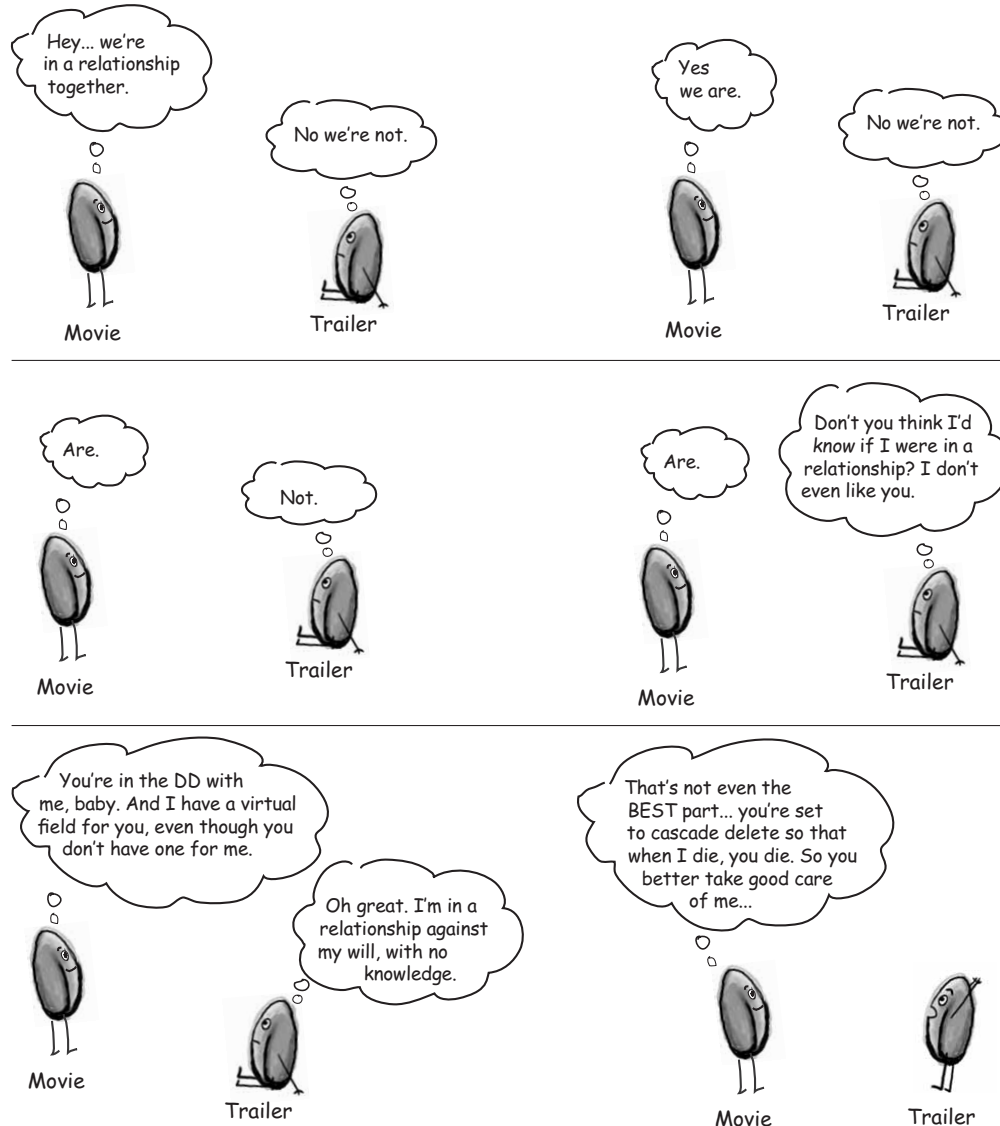 Hey... we're
in a relationship
together.
No we're not.
Movie
Trailer
Yes
we are.
No we're not.
Movie
Trailer
Are.
Not.
Movie
Trailer
Are.
Don't you think I'd
know if I were in a
relationship? I don't
even like you.
Movie
Trailer
You're in the DD with
me, baby. And I have a virtual
field for you, even though you
don't have one for me.
Oh great. I'm in a
relationship against
my will, with no
knowledge.
Movie
Trailer
That's not even the
BEST part... you're set
to cascade delete so that
when I die, you die. So you
better take good care
of me...
Movie
Trailer